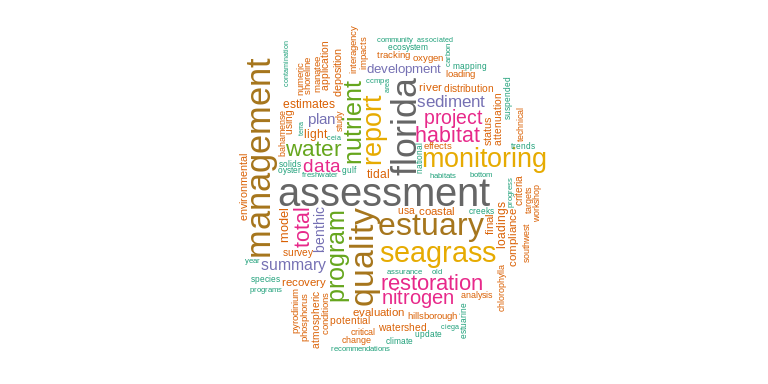 community associated
ecosystem
tracking oxygen
carbon
interagency
impacts
development mapping
loading
contamination
numeric
shoreline
manatee
application
deposition
ccmpa
area
river distribution
estimates
nutrient
report
florida
sediment
suspended
management
bahamense
using
terra
plan
light
study
project
habitat
status
attenuation
technical
ceia
water
effects
trends
monitoring
national
solids
oyster
data
gulf
freshwater
tidal
habitats bottom
environmental
assessment
progress
criteria
targets
workshop
model
total
benthic
program
quality
usa coastal
creeks
estuary
final
loadings
compliance
southwest
survey
seagrass
year
summary
assurance old
species
recovery
programs
restoration
nitrogen
analysis
chlorophylla
pyrodinium
phosphorus
atmospheric
conditions
evaluation
hillsborough
potential
watershed
ciega
estuarine
critical
update
change
climate
recommendations